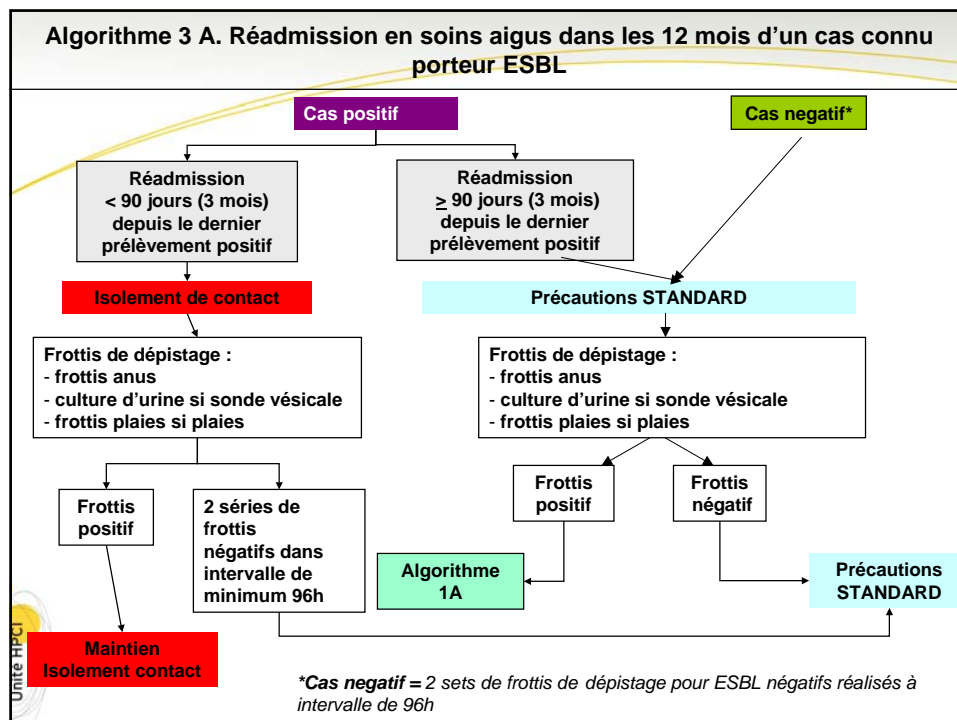 Algorithme 3 A. Réadmission en soins aigus dans les 12 mois d'un cas connu
porteur ESBL
Cas positif
Cas negatif*
Réadmission
< 90 jours (3 mois)
depuis le dernier
prélèvement positif
Réadmission
≥ 90 jours (3 mois)
depuis le dernier
prélèvement positif
Isolement de contact
Précautions STANDARD
Frottis de dépistage :
- frottis anus
- culture d'urine si sonde vésicale
- frottis plaies si plaies
Frottis de dépistage :
- frottis anus
- culture d'urine si sonde vésicale
- frottis plaies si plaies
Frottis
positif
2 séries de
frottis
négatifs dans
intervalle de
minimum 96h
Frottis
positif
Frottis
négatif
Algorithme
1A
Précautions
STANDARD
Maintien
Isolement contact
Unité HPCI
*Cas negatif = 2 sets de frottis de dépistage pour ESBL négatifs réalisés à
intervalle de 96h